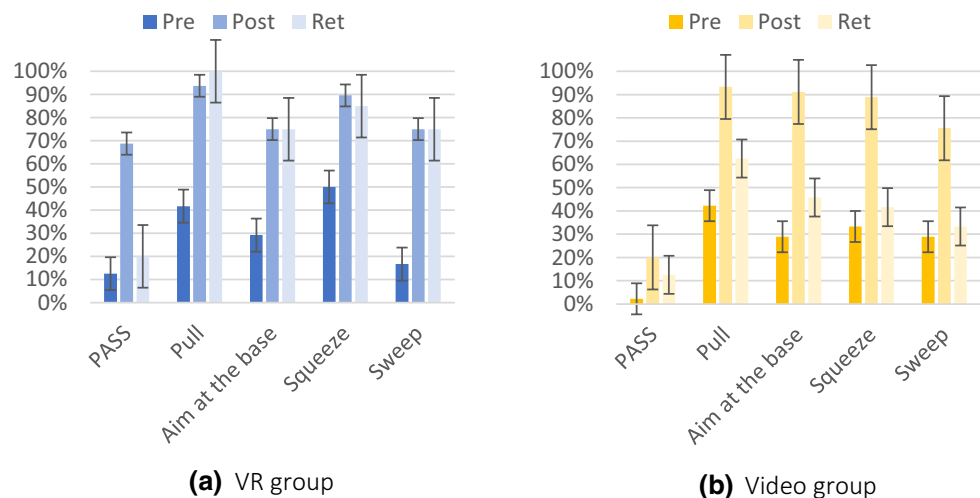 Pre Post Ret
100%
90%
80%
70%
60%
50%
40%
30%
20%
10%
0%
PASS
Pull
Aim at the base
Squeeze
Sweep
(a) VR group
Pre Post Ret
100%
90%
80%
70%
60%
50%
40%
30%
20%
10%
0%
PASS
Pull
Aim at the base
Squeeze
Sweep
(b) Video group